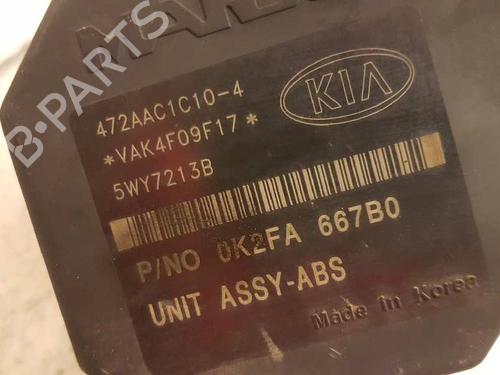 472AAC1C10-4
KIA
*VAK4F09F17*
5WY7213B
P/NO 0K2FA 667B0
UNIT ASSY-ABS
Made in Korea
B-PARTS